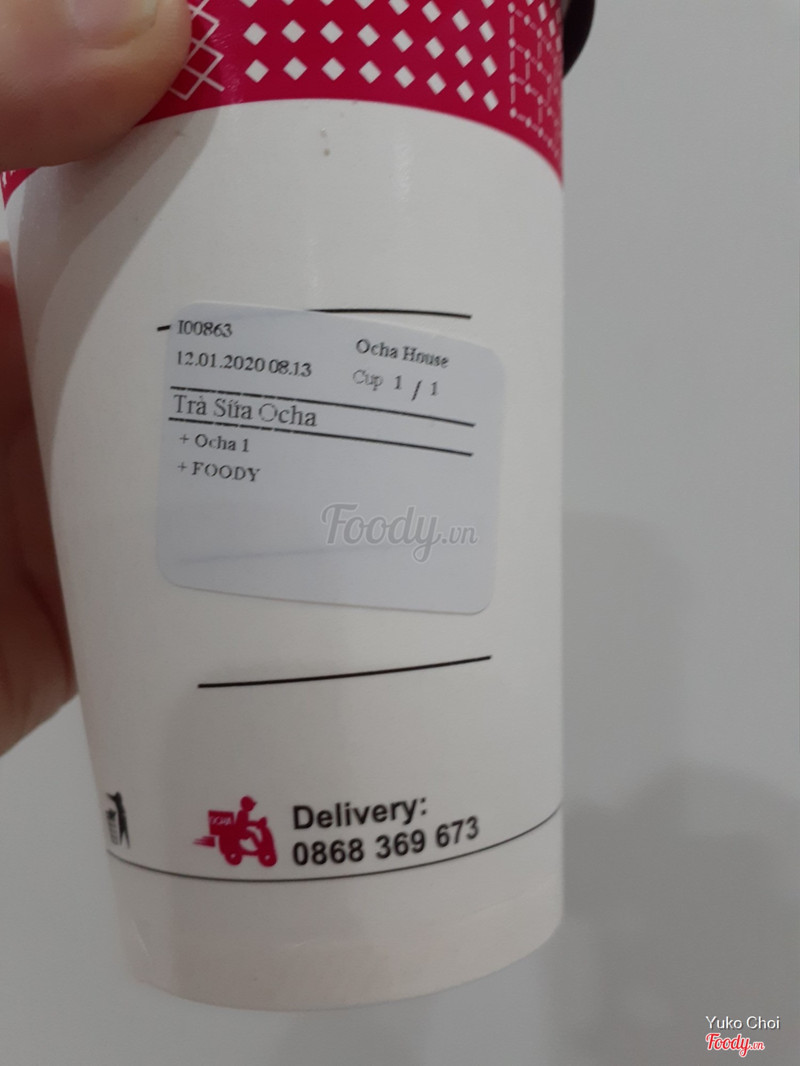 I00863
Ocha House
12.01.2020 08.13
Cup 1 / 1
Trà Sữa Ocha
+ Ocha 1
+ FOODY
Foody.vn
Delivery:
0868 369 673
Yuko Choi
Foody.vn